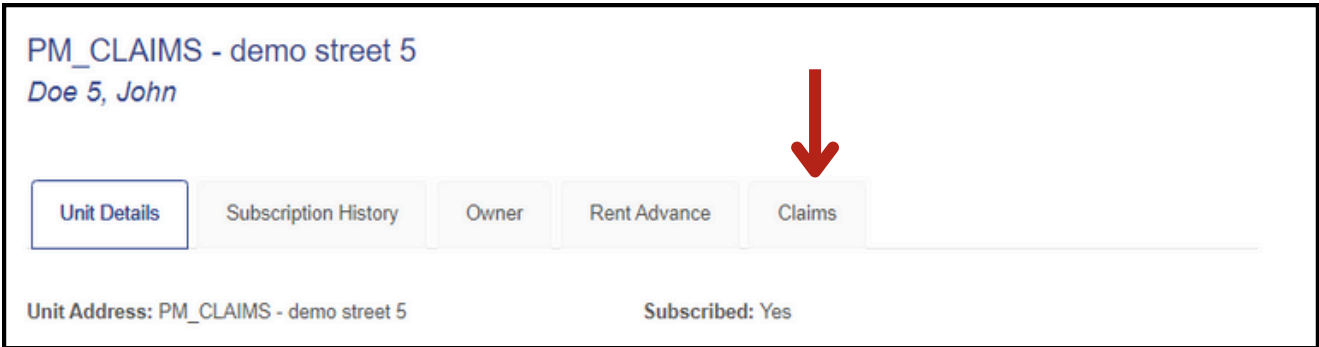 PM_CLAIMS - demo street 5
Doe 5, John
Unit Details Subscription History Owner Rent Advance Claims
Unit Address: PM_CLAIMS - demo street 5 Subscribed: Yes